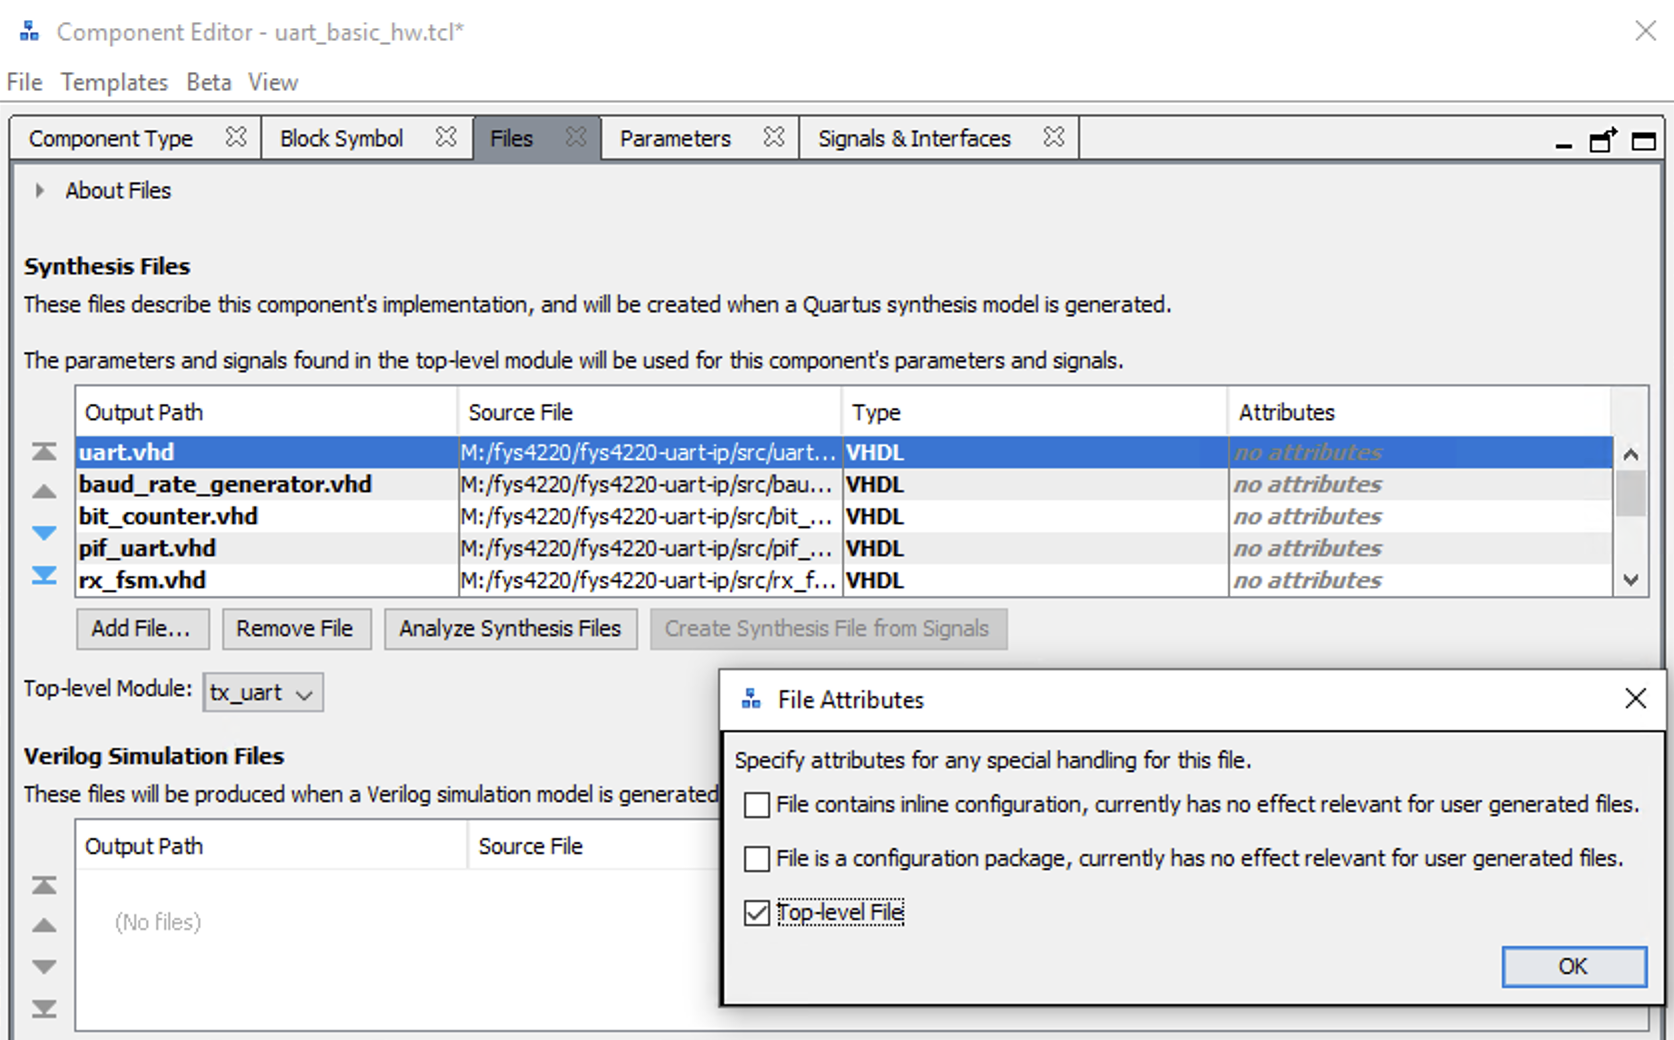 Component Editor - uart_basic_hw.tcl*
File Templates Beta View
Component Type Block Symbol Files Parameters Signals & Interfaces
About Files
Synthesis Files
These files describe this component's implementation, and will be created when a Quartus synthesis model is generated.
The parameters and signals found in the top-level module will be used for this component's parameters and signals.
Output Path Source File Type Attributes
uart.vhd M:/fys4220/fys4220-uart-ip/src/uart... VHDL no attributes
baud_rate_generator.vhd M:/fys4220/fys4220-uart-ip/src/bau... VHDL no attributes
bit_counter.vhd M:/fys4220/fys4220-uart-ip/src/bit_... VHDL no attributes
pif_uart.vhd M:/fys4220/fys4220-uart-ip/src/pif_... VHDL no attributes
rx_fsm.vhd M:/fys4220/fys4220-uart-ip/src/rx_f... VHDL no attributes
Add File... Remove File Analyze Synthesis Files Create Synthesis File from Signals
Top-level Module: tx_uart
Verilog Simulation Files
These files will be produced when a Verilog simulation model is generated
Output Path Source File
(No files)
File Attributes
Specify attributes for any special handling for this file.
File contains inline configuration, currently has no effect relevant for user generated files.
File is a configuration package, currently has no effect relevant for user generated files.
Top-level File
OK